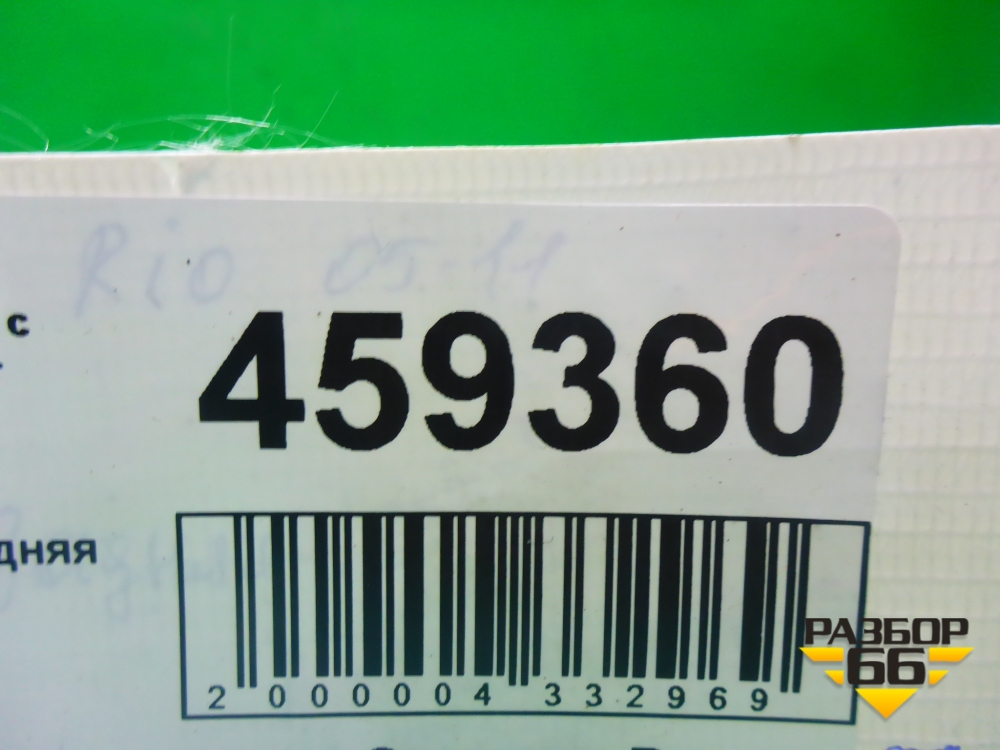 Rio 05-11
с
459360
дняя
2 000004 332969
РАЗБОР
66